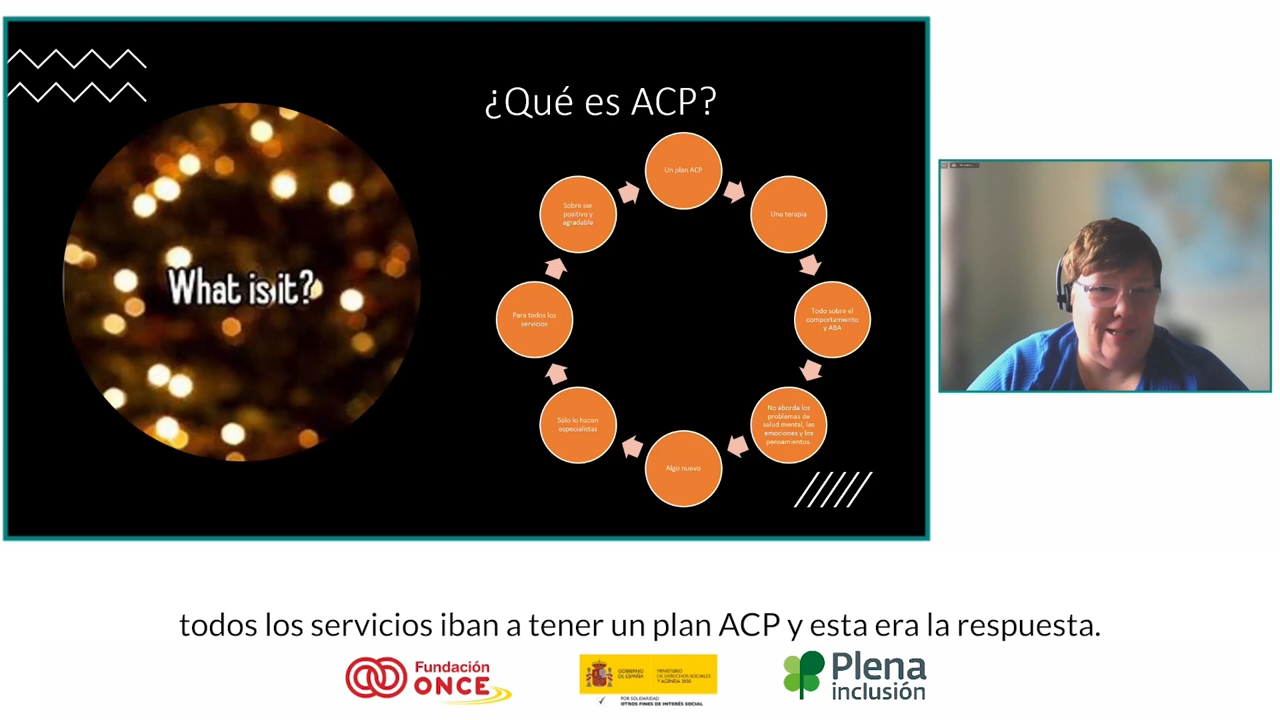 ¿Qué es ACP?
What is it?
Un plan ACP
Una terapia
Todo sobre el
comportamiento
y ABA
No aborda los
problemas de
salud mental, las
emociones y los
pensamientos.
Algo nuevo
Sólo lo hacen
especialistas
Para todos los
servicios
Sobre ser
positivo y
agradable
todos los servicios iban a tener un plan ACP y esta era la respuesta.
Fundación
ONCE
GOBIERNO
DE ESPAÑA
MINISTERIO
DE DERECHOS SOCIALES
Y AGENDA 2030
POR SOLIDARIDAD
OTROS FINES DE INTERÉS SOCIAL
Plena
inclusión